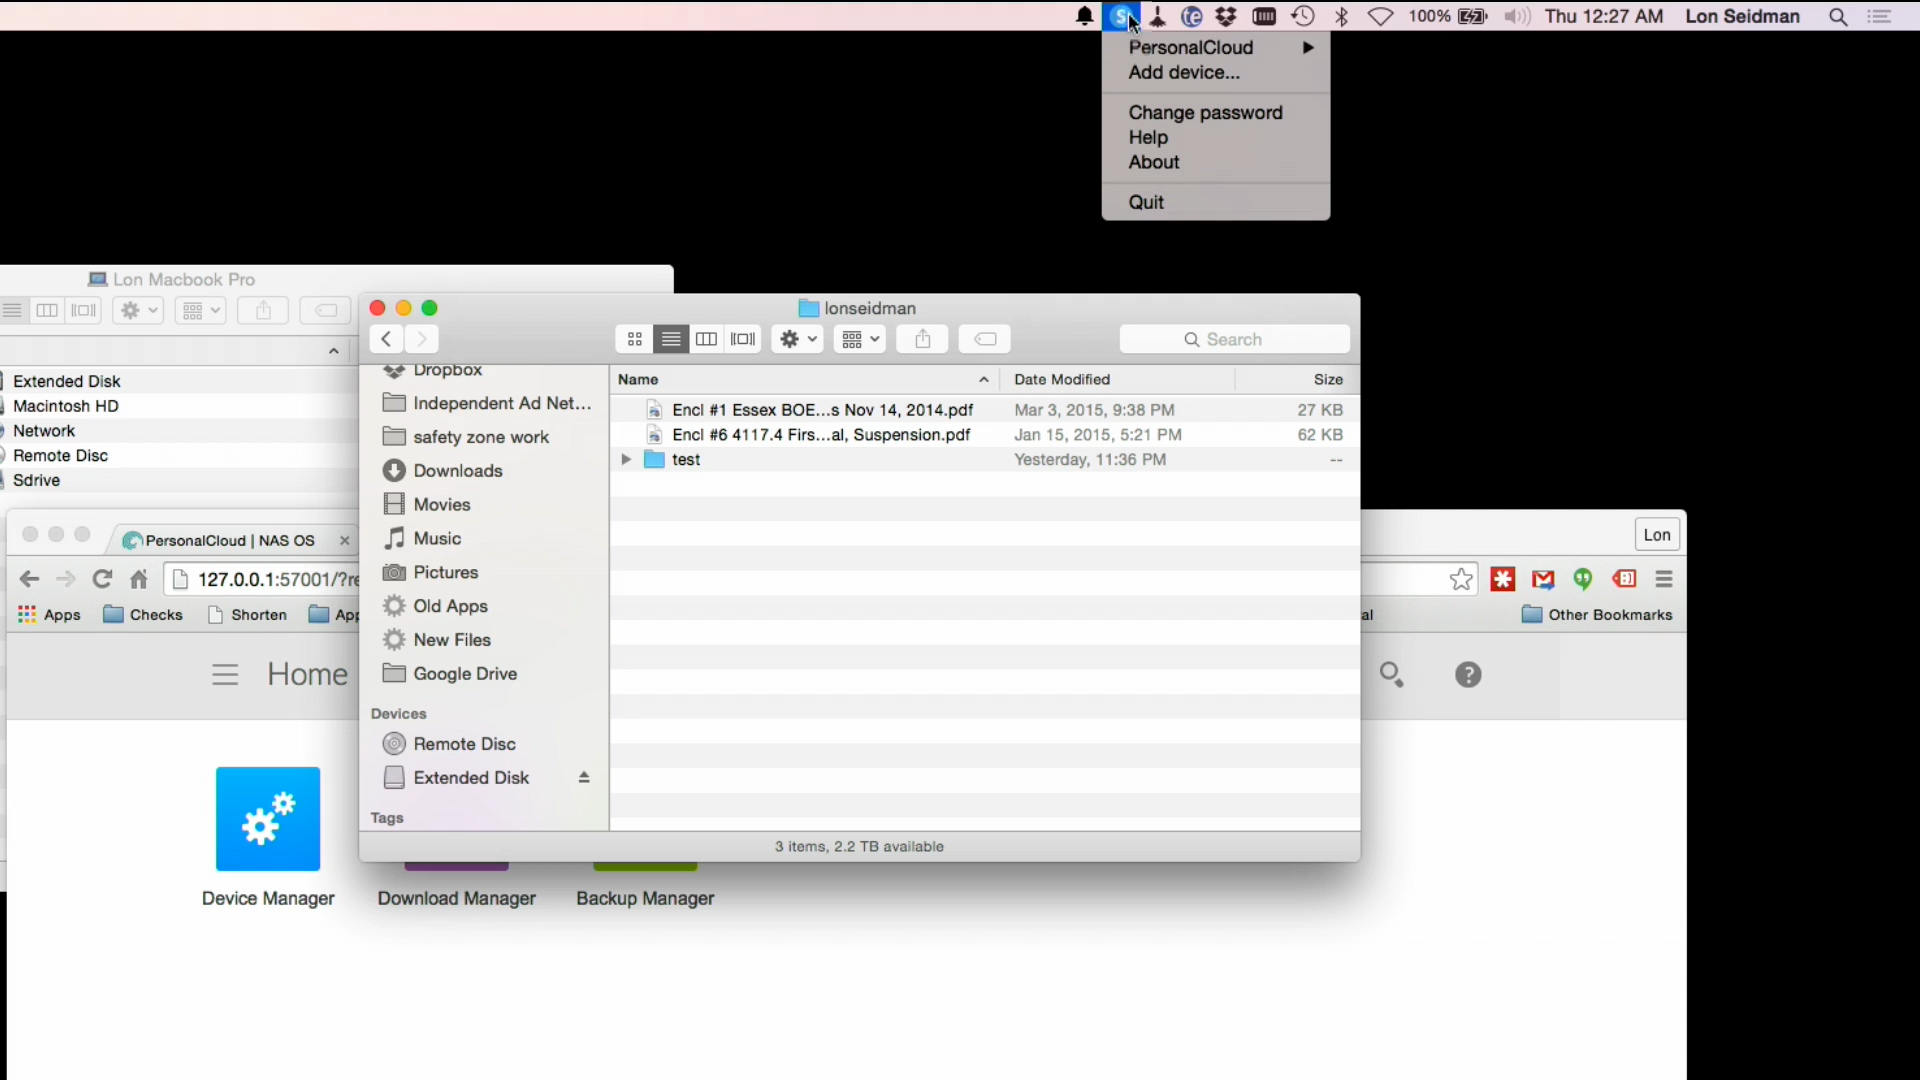 S te 100% Thu 12:27 AM Lon Seidman
PersonalCloud
Add device...
Change password
Help
About
Quit
Lon Macbook Pro
Extended Disk
Macintosh HD
Network
Remote Disc
Sdrive
lonseidman
Search
Dropbox
Independent Ad Net...
safety zone work
Downloads
Movies
Music
Pictures
Old Apps
New Files
Google Drive
Devices
Remote Disc
Extended Disk
Tags
Name Date Modified Size
Encl #1 Essex BOE...s Nov 14, 2014.pdf Mar 3, 2015, 9:38 PM 27 KB
Encl #6 4117.4 Firs...al, Suspension.pdf Jan 15, 2015, 5:21 PM 62 KB
test Yesterday, 11:36 PM --
3 items, 2.2 TB available
PersonalCloud | NAS OS
Lon
127.0.0.1:57001/?re
Apps Checks Shorten App al Other Bookmarks
Home
?
Device Manager Download Manager Backup Manager